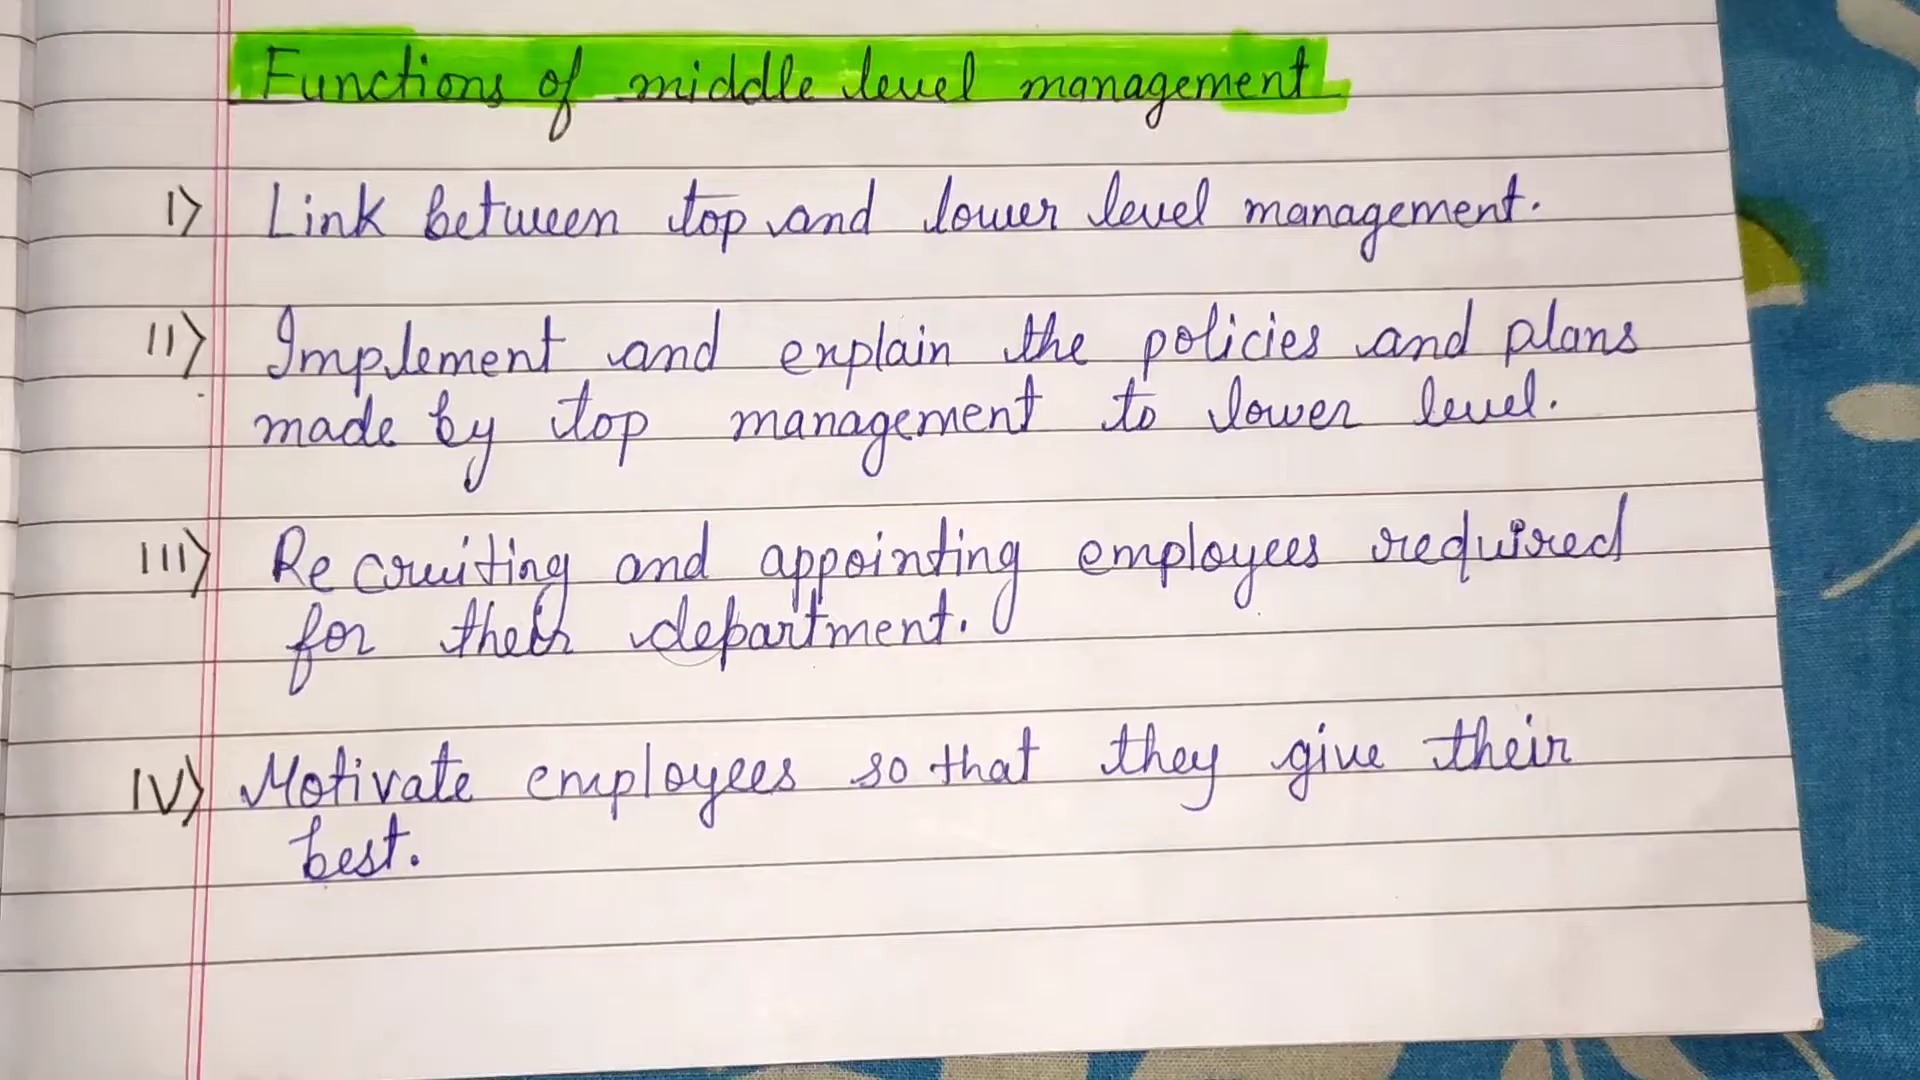 Functions of middle level management
I) Link between top and lower level management.
II) Implement and explain the policies and plans
made by top management to lower level.
III) Recruiting and appointing employees required
for their department.
IV) Motivate employees so that they give their
best.